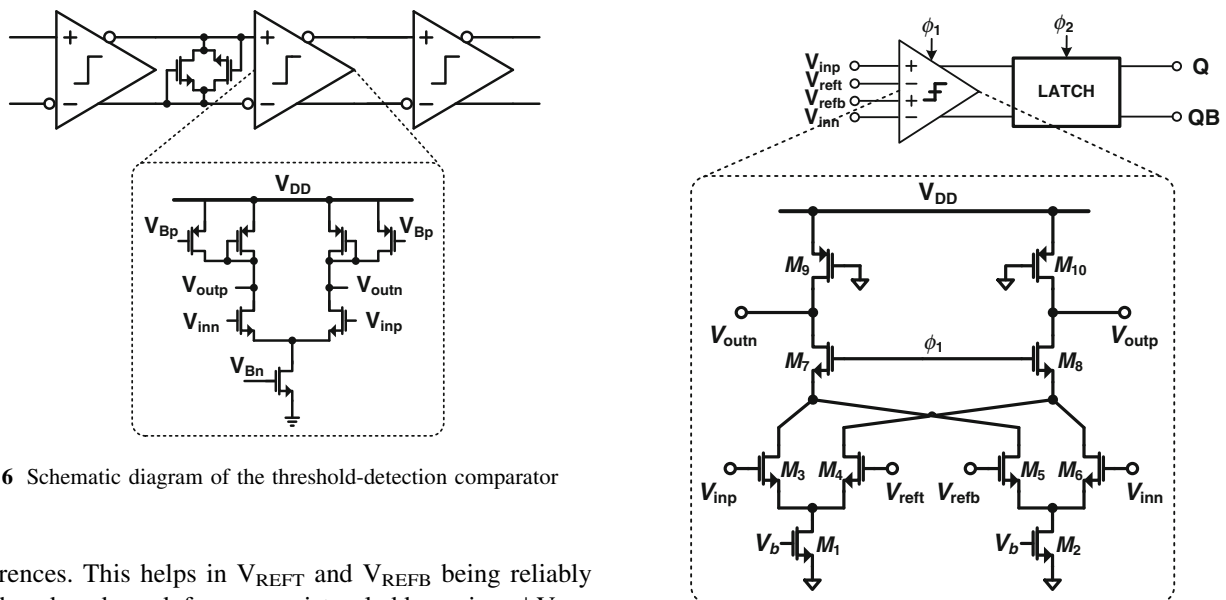 +
−
+
−
+
−
V_DD
V_Bp
V_Bp
V_outp
V_outn
V_inn
V_inp
V_Bn
6 Schematic diagram of the threshold-detection comparator
rences. This helps in V_REFT and V_REFB being reliably
ϕ1
ϕ2
V_inp
V_reft
V_refb
V_inn
+
−
+
−
LATCH
Q
QB
V_DD
M9
M10
V_outn
V_outp
M7
ϕ1
M8
M3
M4
M5
M6
V_inp
V_reft
V_refb
V_inn
V_b
M1
V_b
M2